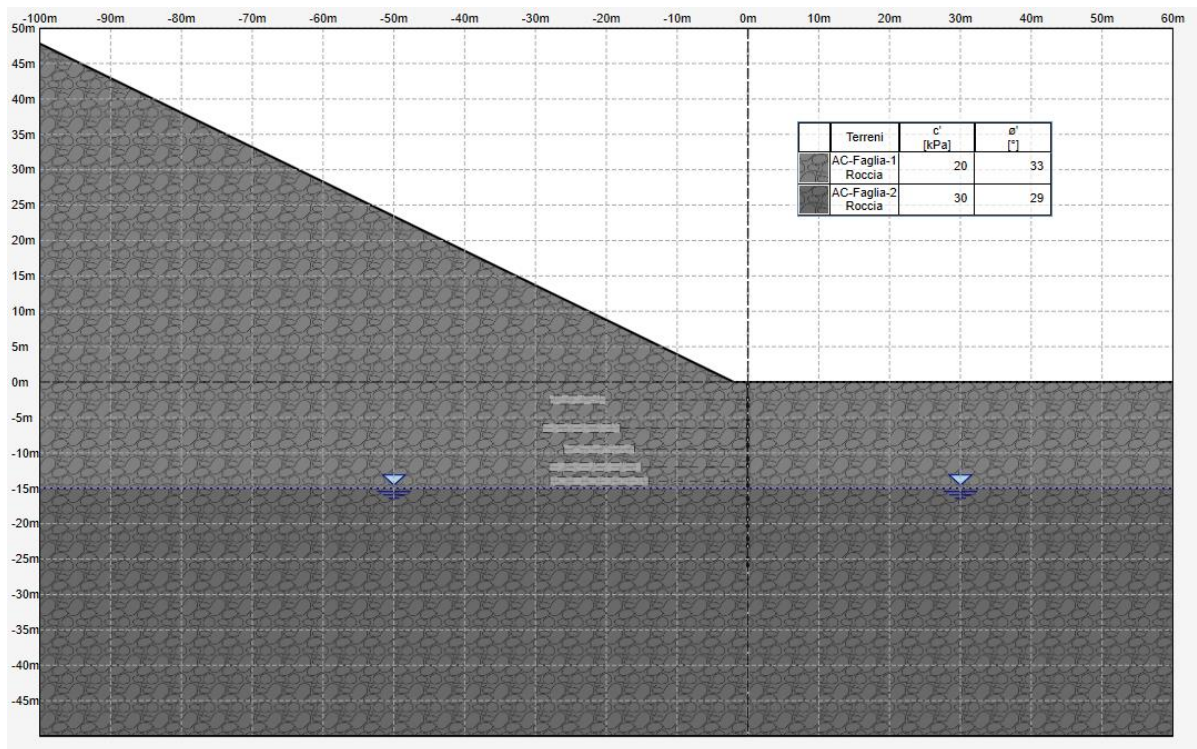 -100m -90m -80m -70m -60m -50m -40m -30m -20m -10m 0m 10m 20m 30m 40m 50m 60m
50m
45m
40m
35m
30m
25m
20m
15m
10m
5m
0m
-5m
-10m
-15m
-20m
-25m
-30m
-35m
-40m
-45m
Terreni c' ø'
[kPa] [°]
AC-Faglia-1 20 33
Roccia
AC-Faglia-2 30 29
Roccia